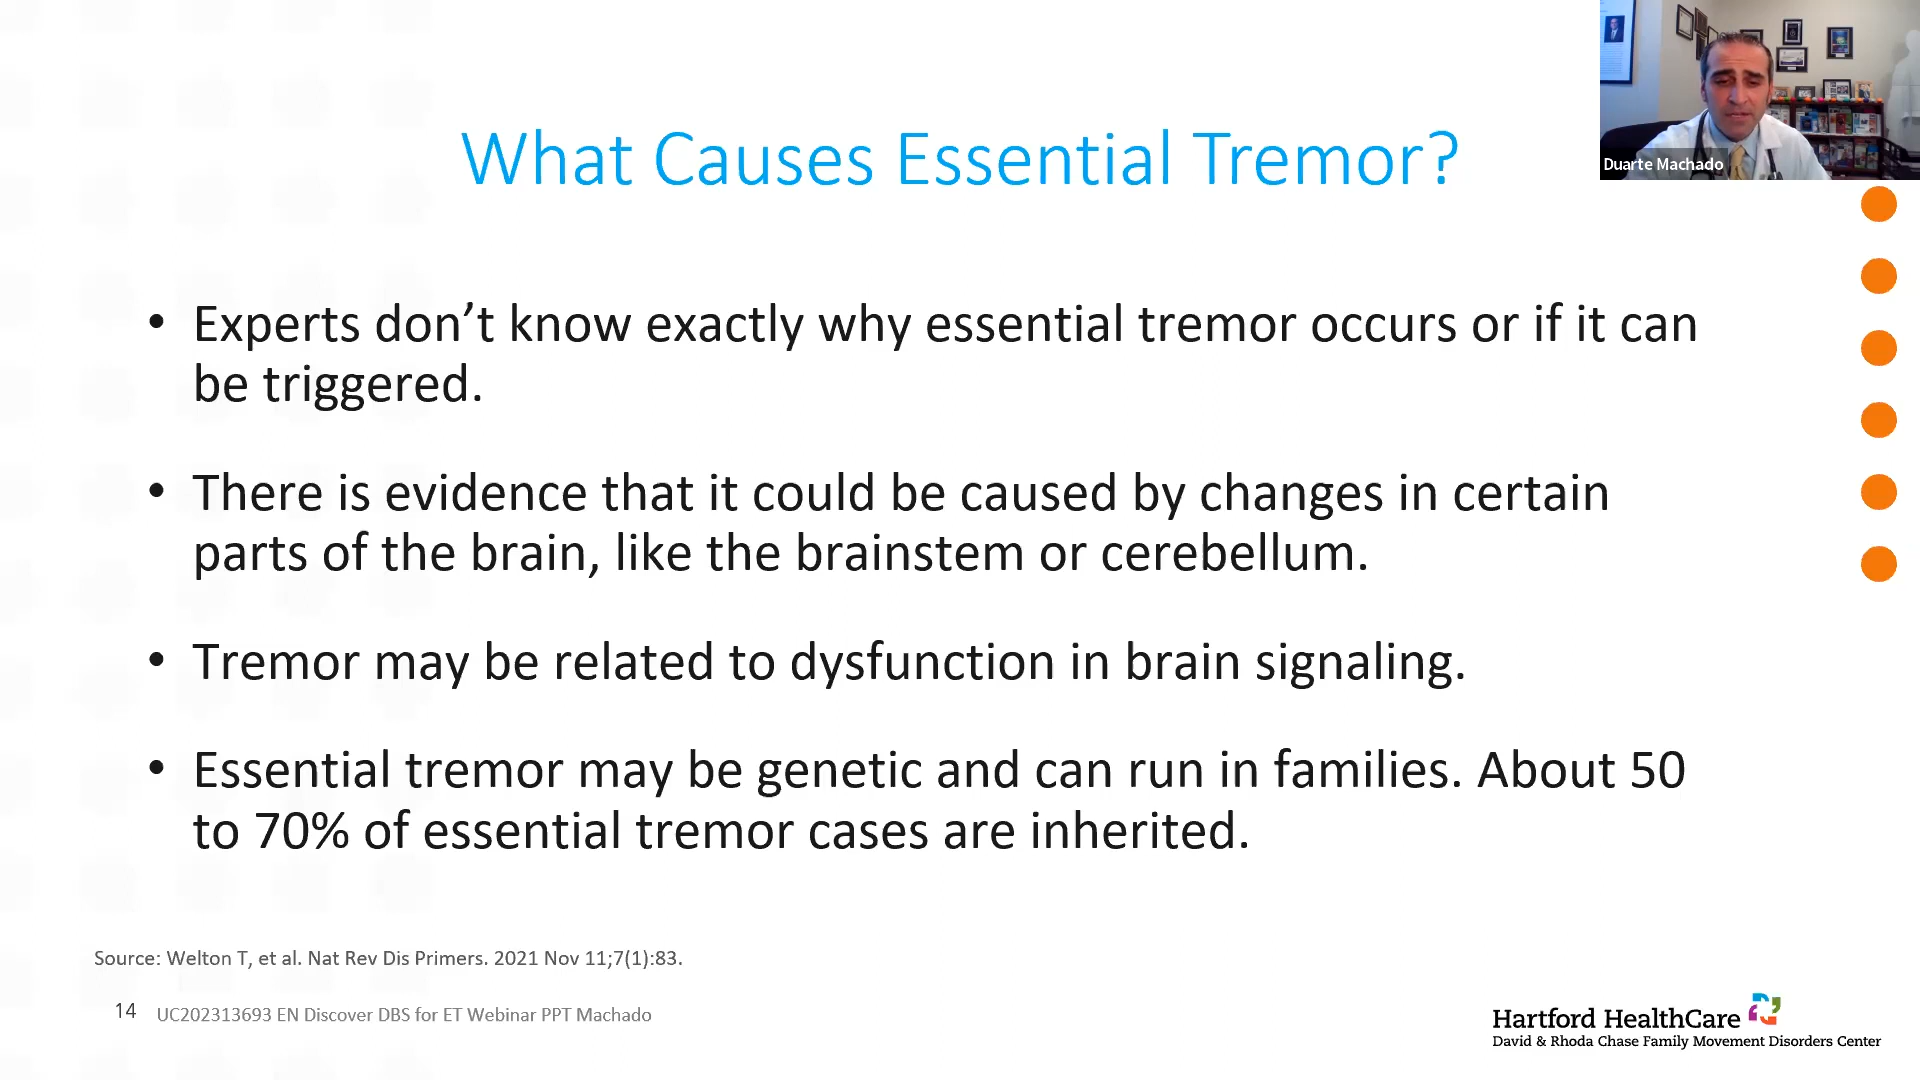 What Causes Essential Tremor?
Duarte Machado
• Experts don’t know exactly why essential tremor occurs or if it can
be triggered.
• There is evidence that it could be caused by changes in certain
parts of the brain, like the brainstem or cerebellum.
• Tremor may be related to dysfunction in brain signaling.
• Essential tremor may be genetic and can run in families. About 50
to 70% of essential tremor cases are inherited.
Source: Welton T, et al. Nat Rev Dis Primers. 2021 Nov 11;7(1):83.
14 UC202313693 EN Discover DBS for ET Webinar PPT Machado
Hartford HealthCare
David & Rhoda Chase Family Movement Disorders Center